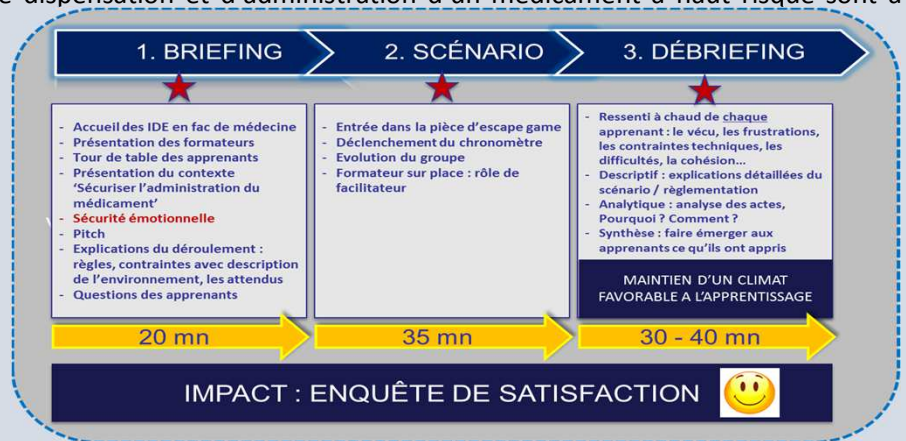 dispensation et d'administration d'un médicament à haut risque sont à
1. BRIEFING
2. SCÉNARIO
3. DÉBRIEFING
- Accueil des IDE en fac de médecine
- Présentation des formateurs
- Tour de table des apprenants
- Présentation du contexte
'Sécuriser l'administration du
médicament'
- Sécurité émotionnelle
- Pitch
- Explications du déroulement :
règles, contraintes avec description
de l'environnement, les attendus
- Questions des apprenants
- Entrée dans la pièce d'escape game
- Déclenchement du chronomètre
- Evolution du groupe
- Formateur sur place : rôle de
facilitateur
- Ressenti à chaud de chaque
apprenant : le vécu, les frustrations,
les contraintes techniques, les
difficultés, la cohésion...
- Descriptif : explications détaillées du
scénario / règlementation
- Analytique : analyse des actes,
Pourquoi ? Comment ?
- Synthèse : faire émerger aux
apprenants ce qu'ils ont appris
MAINTIEN D'UN CLIMAT
FAVORABLE A L'APPRENTISSAGE
20 mn
35 mn
30 - 40 mn
IMPACT : ENQUÊTE DE SATISFACTION